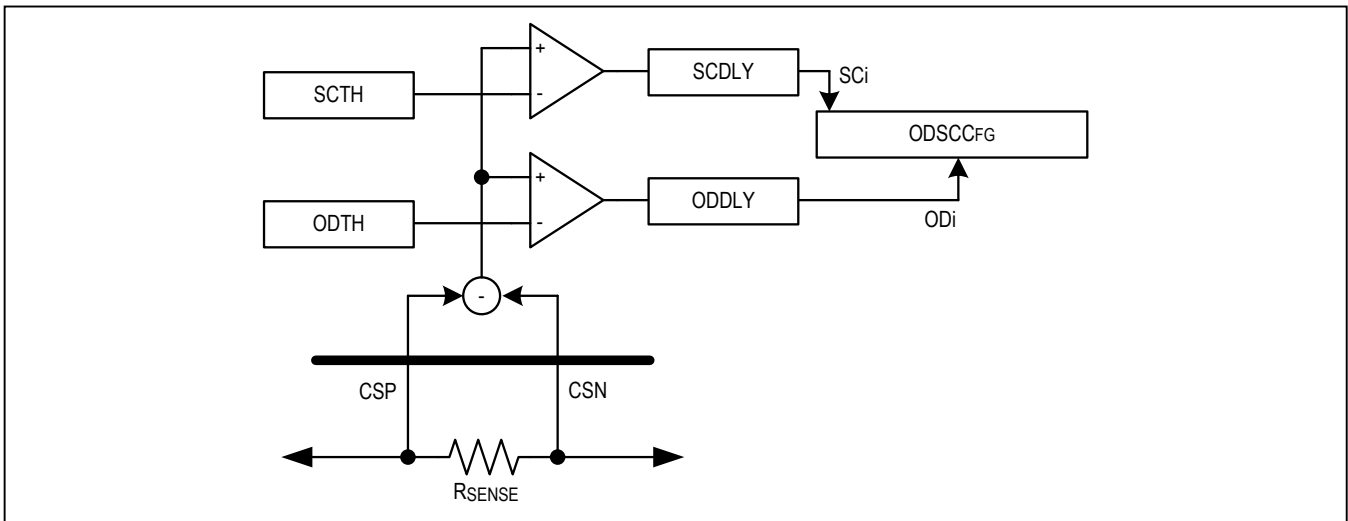 +
SCDLY
SCi
SCTH
-
ODSCCFG
+
ODDLY
ODTH
-
ODi
-
CSP
CSN
RSENSE